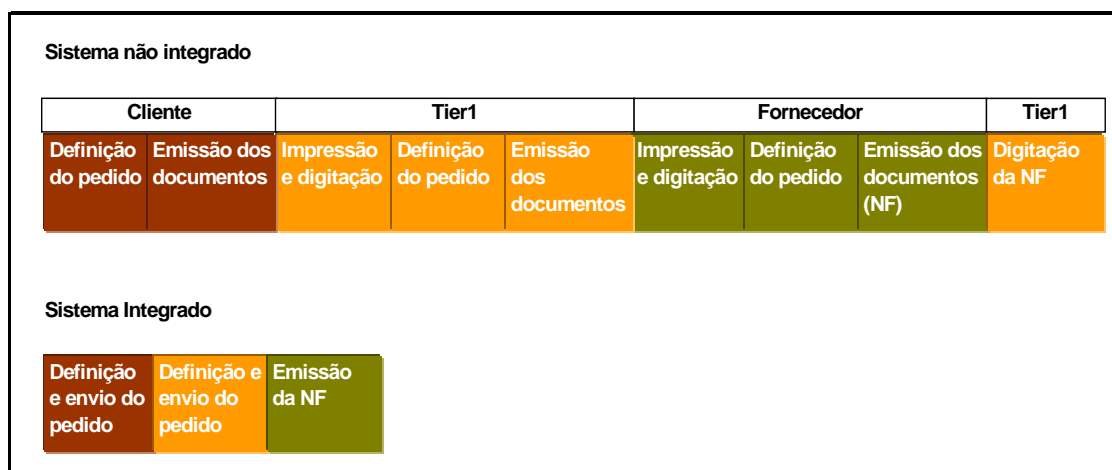 Sistema não integrado
Cliente Tier1 Fornecedor Tier1
Definição
do pedido
Emissão dos
documentos
Impressão
e digitação
Definição
do pedido
Emissão
dos
documentos
Impressão
e digitação
Definição
do pedido
Emissão dos
documentos
(NF)
Digitação
da NF
Sistema Integrado
Definição
e envio do
pedido
Definição e
envio do
pedido
Emissão
da NF